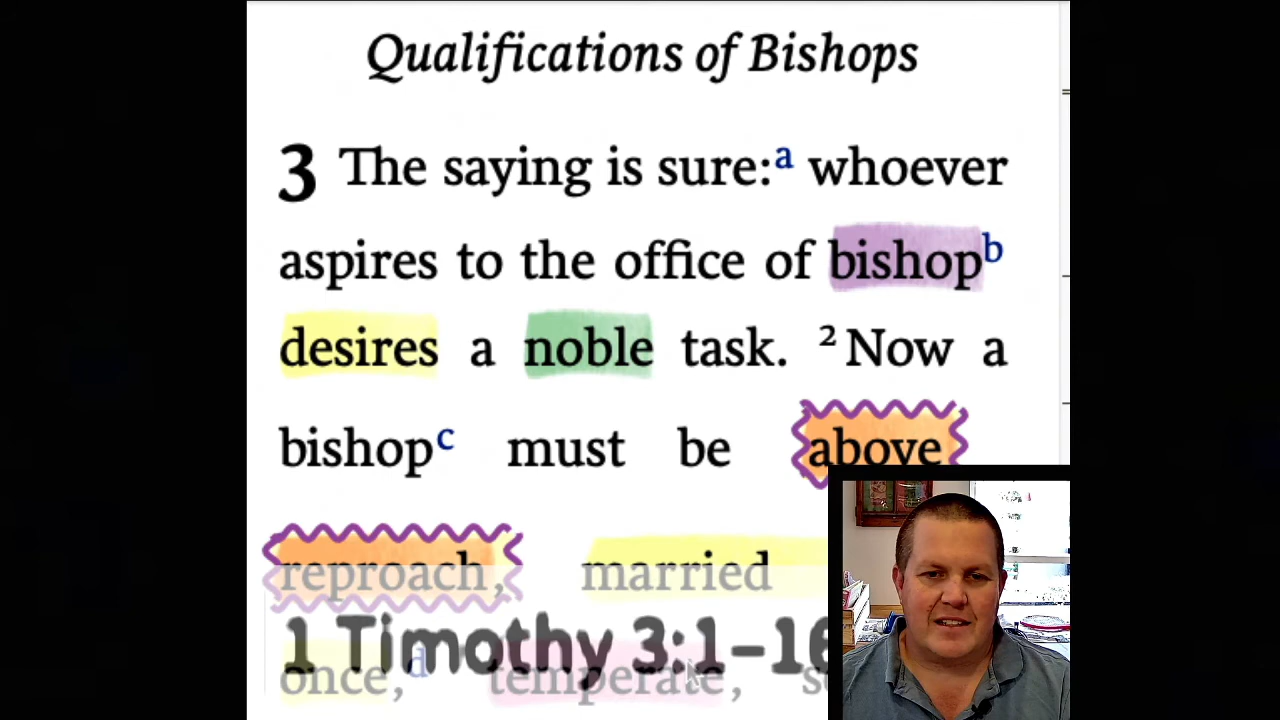 Qualifications of Bishops
3 The saying is sure:a whoever
aspires to the office of bishopb
desires a noble task. 2 Now a
bishopc must be above
reproach, married
1 Timothy 3:1–16
once,d temperate,